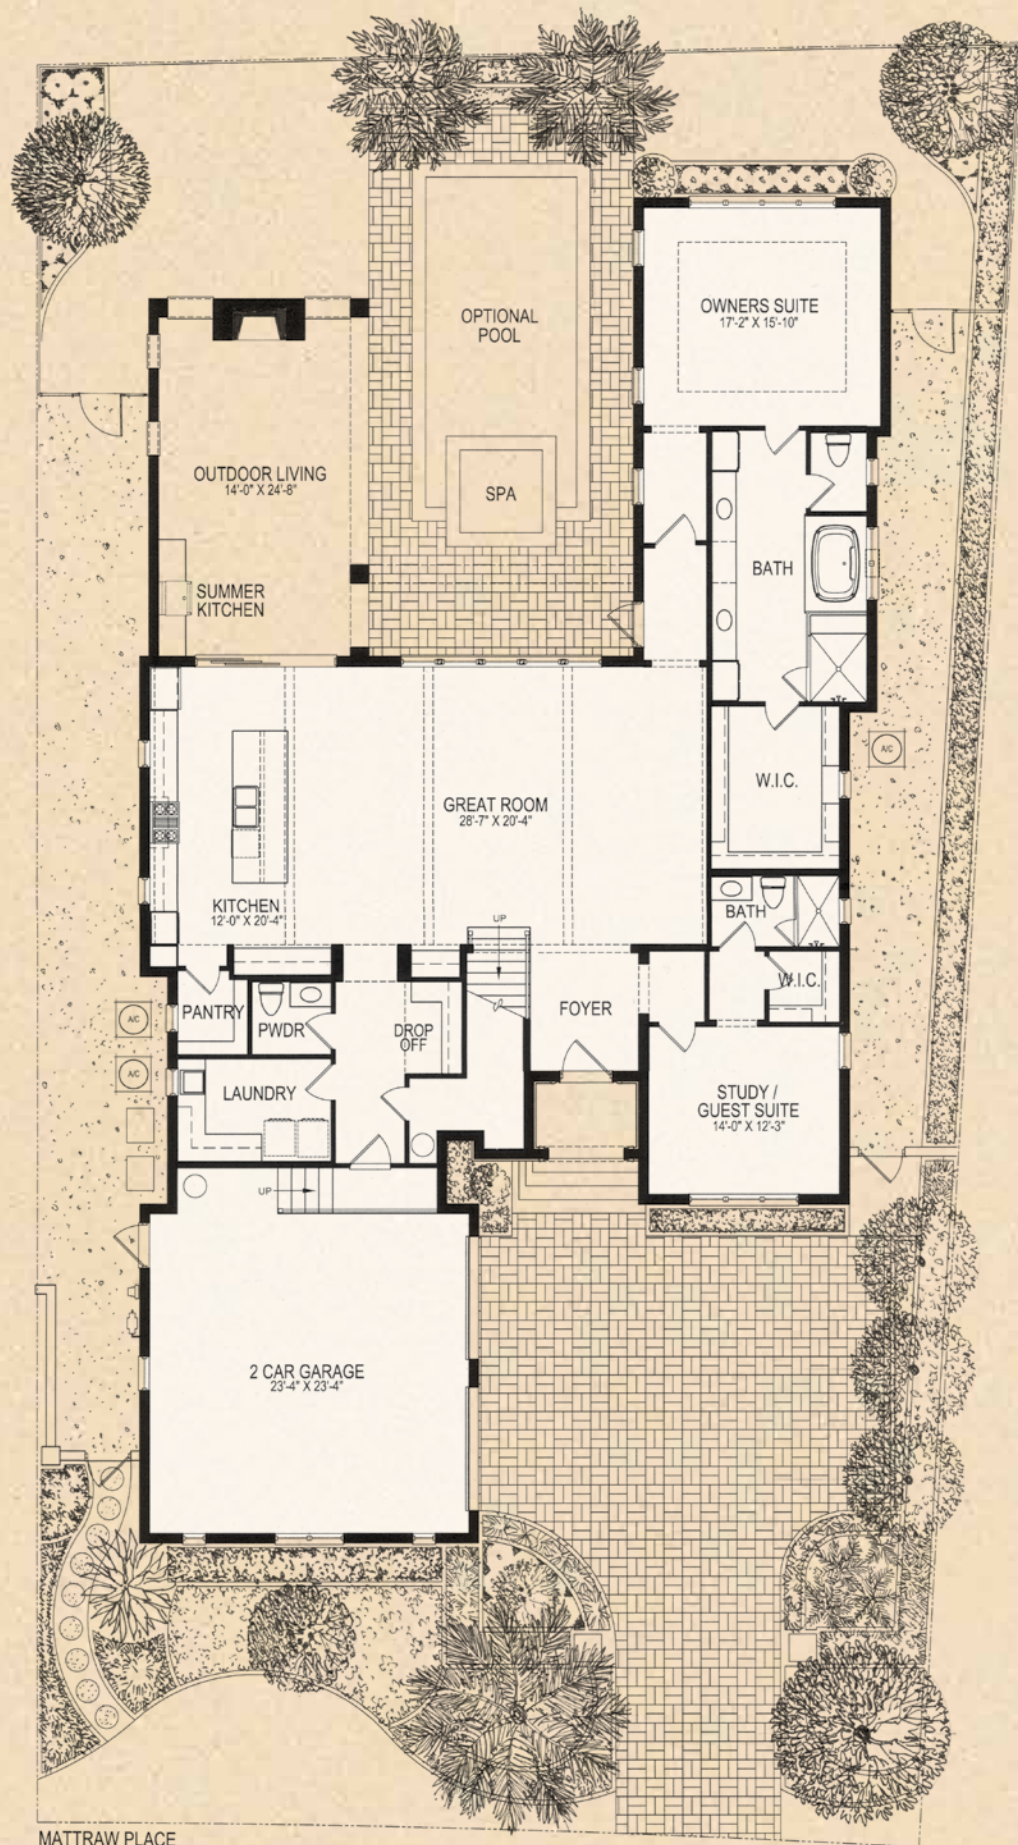 OPTIONAL
POOL
OWNERS SUITE
17'-2" X 15'-10"
OUTDOOR LIVING
14'-0" X 24'-8"
SPA
BATH
SUMMER
KITCHEN
A/C
W.I.C.
GREAT ROOM
28'-7" X 20'-4"
KITCHEN
12'-0" X 20'-4"
UP
BATH
W.I.C.
PANTRY
PWDR
DROP
OFF
FOYER
A/C
A/C
LAUNDRY
STUDY /
GUEST SUITE
14'-0" X 12'-3"
UP
2 CAR GARAGE
23'-4" X 23'-4"
MATTRAW PLACE